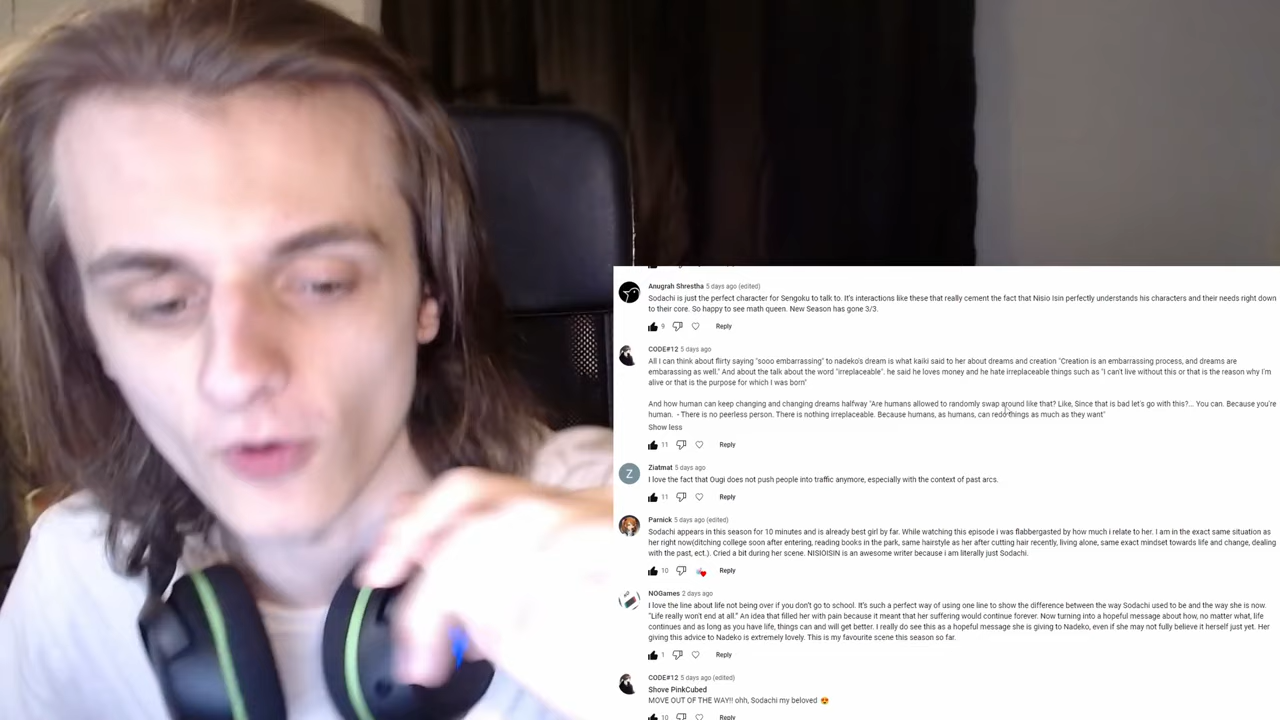 Anugrah Shrestha 5 days ago (edited)
Sodachi is just the perfect character for Sengoku to talk to. It's interactions like these that really cement the fact that Nisio Isin perfectly understands his characters and their needs right down
to their core. So happy to see math queen. New Season has gone 3/3.
9 Reply
CODE#12 5 days ago
All I can think about flirty saying "sooo embarrassing" to nadeko's dream is what kaiki said to her about dreams and creation "Creation is an embarrassing process, and dreams are
embarassing as well." And about the talk about the word "irreplaceable". he said he loves money and he hate irreplaceable things such as "I can't live without this or that is the reason why I'm
alive or that is the purpose for which I was born"
And how human can keep changing and changing dreams halfway "Are humans allowed to randomly swap around like that? Like, Since that is bad let's go with this?... You can. Because you're
human. - There is no peerless person. There is nothing irreplaceable. Because humans, as humans, can redo things as much as they want"
Show less
11 Reply
Z
Ziatmat 5 days ago
I love the fact that Ougi does not push people into traffic anymore, especially with the context of past arcs.
11 Reply
Parnick 5 days ago (edited)
Sodachi appears in this season for 10 minutes and is already best girl by far. While watching this episode i was flabbergasted by how much i relate to her. I am in the exact same situation as
her right now(ditching college soon after entering, reading books in the park, same hairstyle as her after cutting hair recently, living alone, same exact mindset towards life and change, dealing
with the past, ect.). Cried a bit during her scene. NISIOISIN is an awesome writer because i am literally just Sodachi.
10 Reply
NOGames 2 days ago
I love the line about life not being over if you don't go to school. It's such a perfect way of using one line to show the difference between the way Sodachi used to be and the way she is now.
"Life really won't end at all." An idea that filled her with pain because it meant that her suffering would continue forever. Now turning into a hopeful message about how, no matter what, life
continues and as long as you have life, things can and will get better. I really do see this as a hopeful message she is giving to Nadeko, even if she may not fully believe it herself just yet. Her
giving this advice to Nadeko is extremely lovely. This is my favourite scene this season so far.
1 Reply
CODE#12 5 days ago (edited)
Shove PinkCubed
MOVE OUT OF THE WAY!! ohh, Sodachi my beloved 😍
10 Reply